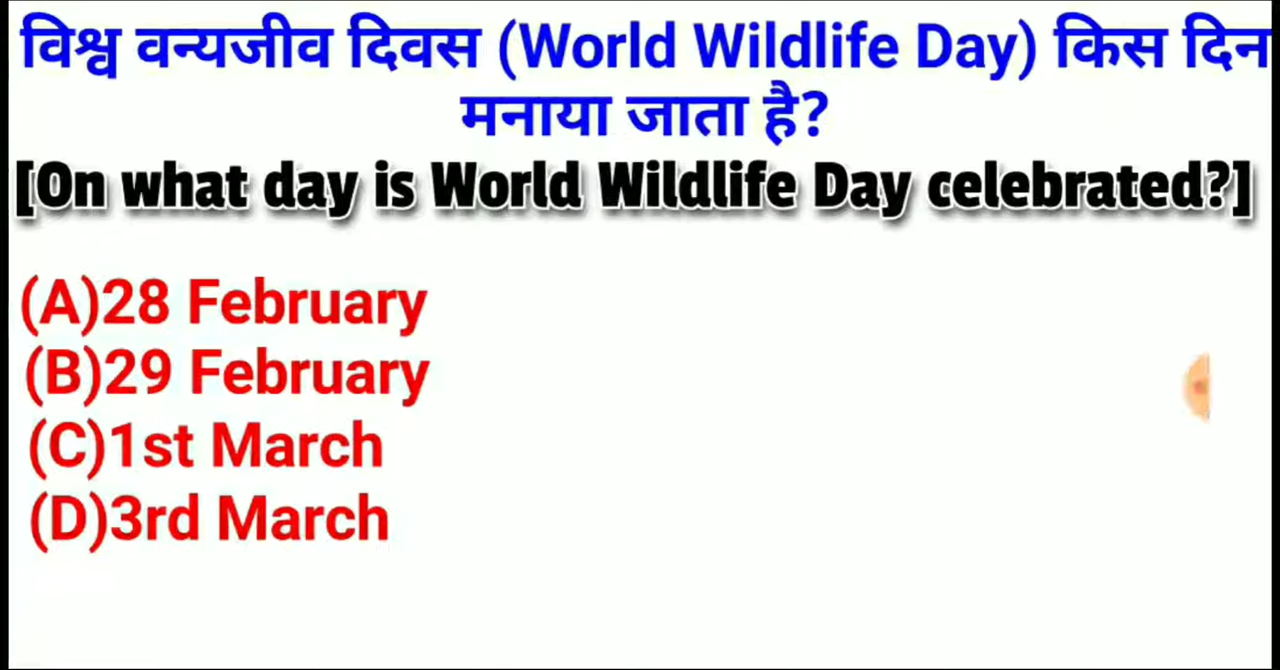 विश्व वन्यजीव दिवस (World Wildlife Day) किस दिन
मनाया जाता है?
[On what day is World Wildlife Day celebrated?]
(A)28 February
(B)29 February
(C)1st March
(D)3rd March